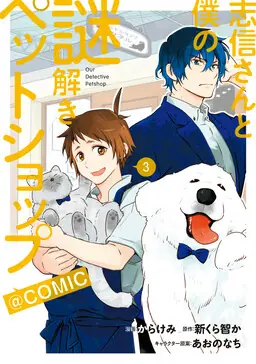 志信さんと
僕の
謎解き
ペットショップ
@COMIC
Our
Detective
Petshop
3
漫画:からけみ 原作:新くら智か
キャラクター原案:あおのなち